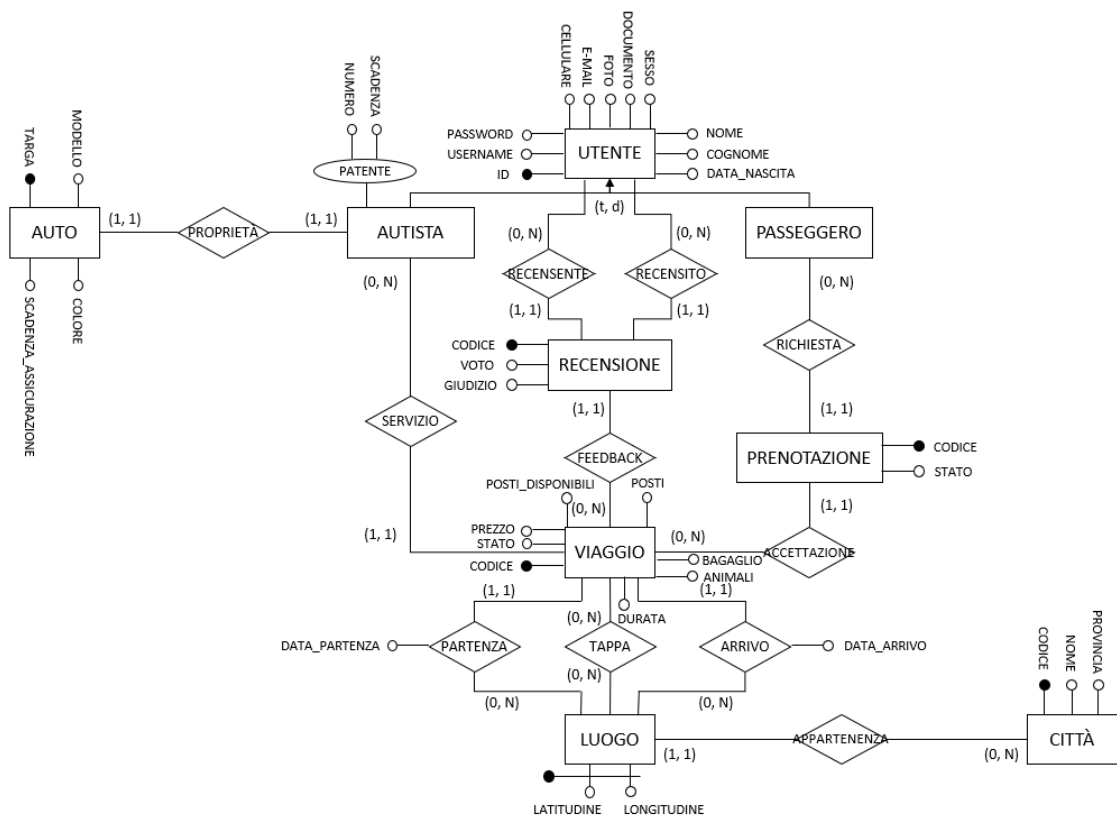 CELLULARE
E-MAIL
FOTO
DOCUMENTO
SESSO
SCADENZA
NUMERO
MODELLO
TARGA
PASSWORD
USERNAME
ID
UTENTE
NOME
COGNOME
DATA_NASCITA
PATENTE
(t, d)
AUTO
(1, 1)
PROPRIETÀ
(1, 1)
AUTISTA
PASSEGGERO
(0, N)
(0, N)
(0, N)
(0, N)
RECENSENTE
RECENSITO
(1, 1)
(1, 1)
SCADENZA_ASSICURAZIONE
COLORE
CODICE
VOTO
GIUDIZIO
RECENSIONE
RICHIESTA
(1, 1)
SERVIZIO
(1, 1)
FEEDBACK
PRENOTAZIONE
CODICE
STATO
POSTI_DISPONIBILI
POSTI
(0, N)
(1, 1)
(1, 1)
PREZZO
STATO
CODICE
VIAGGIO
(0, N)
BAGAGLIO
ANIMALI
ACCETTAZIONE
(1, 1)
(0, N)
DURATA
(1, 1)
DATA_PARTENZA
PARTENZA
TAPPA
ARRIVO
DATA_ARRIVO
(0, N)
(0, N)
(0, N)
CODICE
NOME
PROVINCIA
LUOGO
(1, 1)
APPARTENENZA
(0, N)
CITTÀ
LATITUDINE
LONGITUDINE